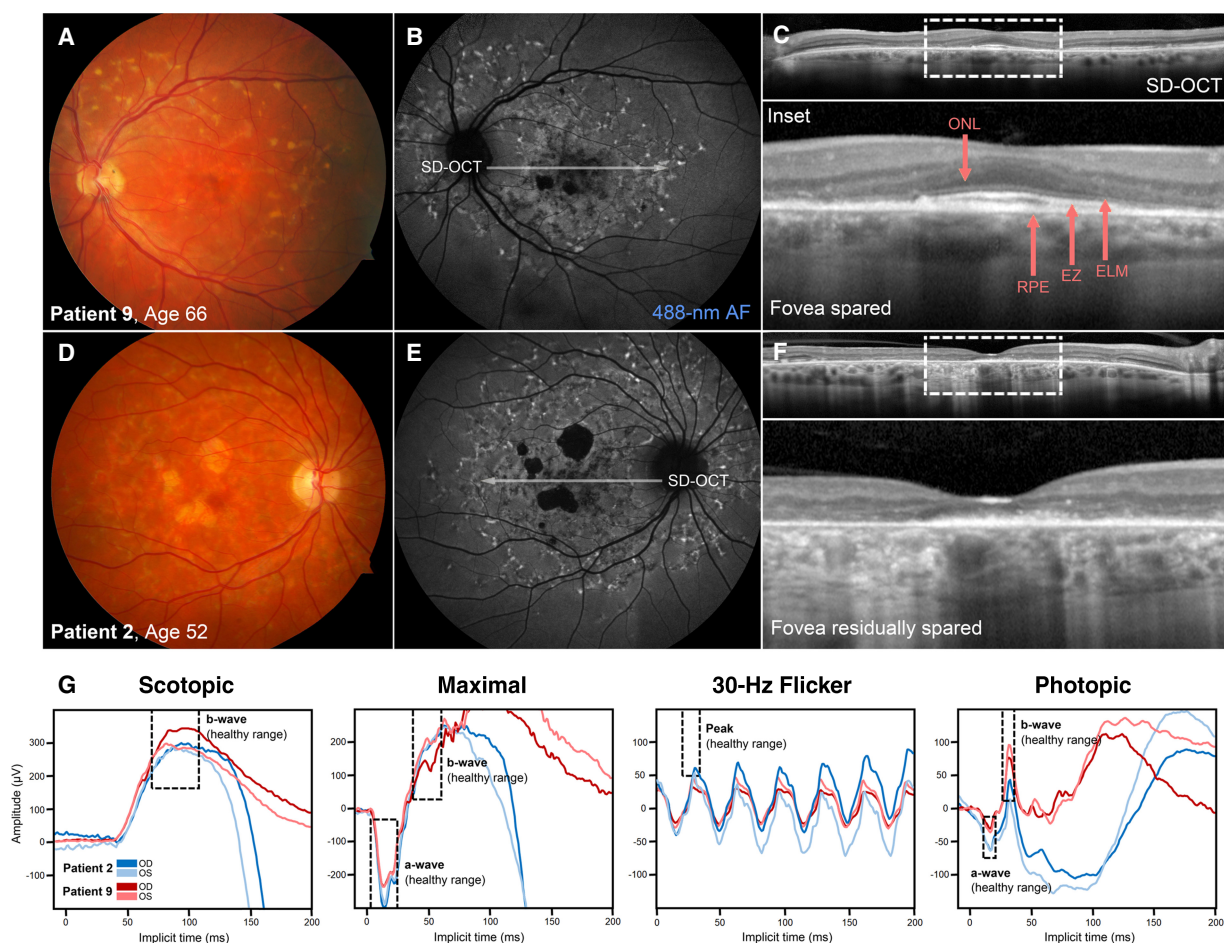 A
Patient 9, Age 66
B
SD-OCT
488-nm AF
C
SD-OCT
Inset
ONL
RPE
EZ
ELM
Fovea spared
D
Patient 2, Age 52
E
SD-OCT
F
Fovea residually spared
G
Scotopic
Maximal
30-Hz Flicker
Photopic
Amplitude (μV)
300
200
100
0
-100
b-wave
(healthy range)
Patient 2
OD
OS
Patient 9
OD
OS
0
50
100
150
200
Implicit time (ms)
200
100
0
-100
-200
b-wave
(healthy range)
a-wave
(healthy range)
0
50
100
150
200
Implicit time (ms)
100
50
0
-50
-100
Peak
(healthy range)
0
50
100
150
200
Implicit time (ms)
100
50
0
-50
-100
b-wave
(healthy range)
a-wave
(healthy range)
0
50
100
150
200
Implicit time (ms)